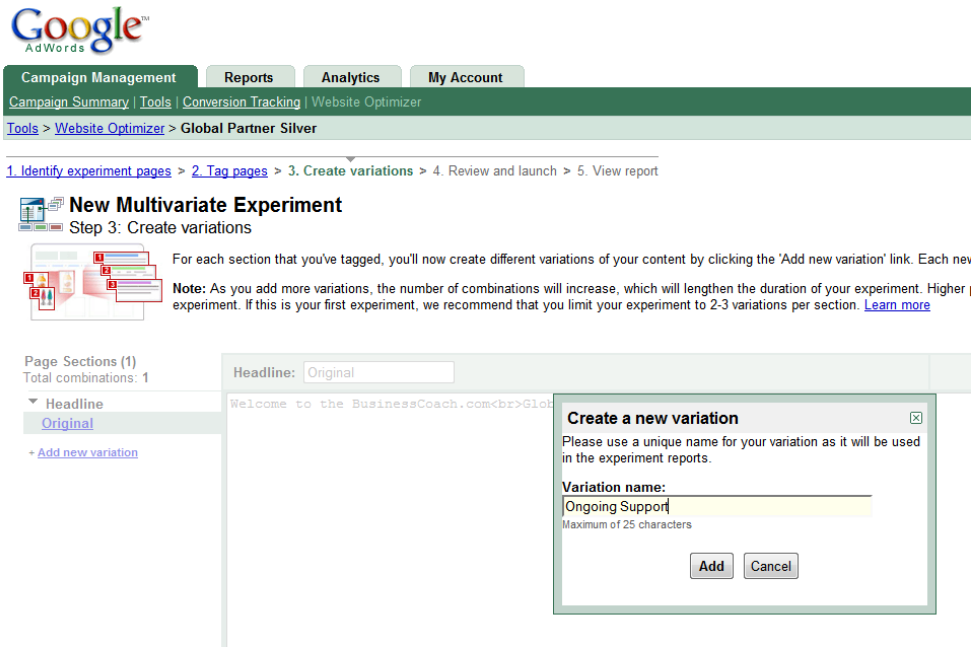 Google™
AdWords
Campaign Management Reports Analytics My Account
Campaign Summary | Tools | Conversion Tracking | Website Optimizer
Tools > Website Optimizer > Global Partner Silver
1. Identify experiment pages > 2. Tag pages > 3. Create variations > 4. Review and launch > 5. View report
New Multivariate Experiment
Step 3: Create variations
1
2
3
1
2
2
For each section that you've tagged, you'll now create different variations of your content by clicking the 'Add new variation' link. Each
Note: As you add more variations, the number of combinations will increase, which will lengthen the duration of your experiment. Higher
experiment. If this is your first experiment, we recommend that you limit your experiment to 2-3 variations per section. Learn more
Page Sections (1)
Total combinations: 1
Headline
Original
+ Add new variation
Headline: Original
Welcome to the BusinessCoach.com<br>Glob
Create a new variation
Please use a unique name for your variation as it will be used
in the experiment reports.
Variation name:
Ongoing Support
Maximum of 25 characters
Add Cancel